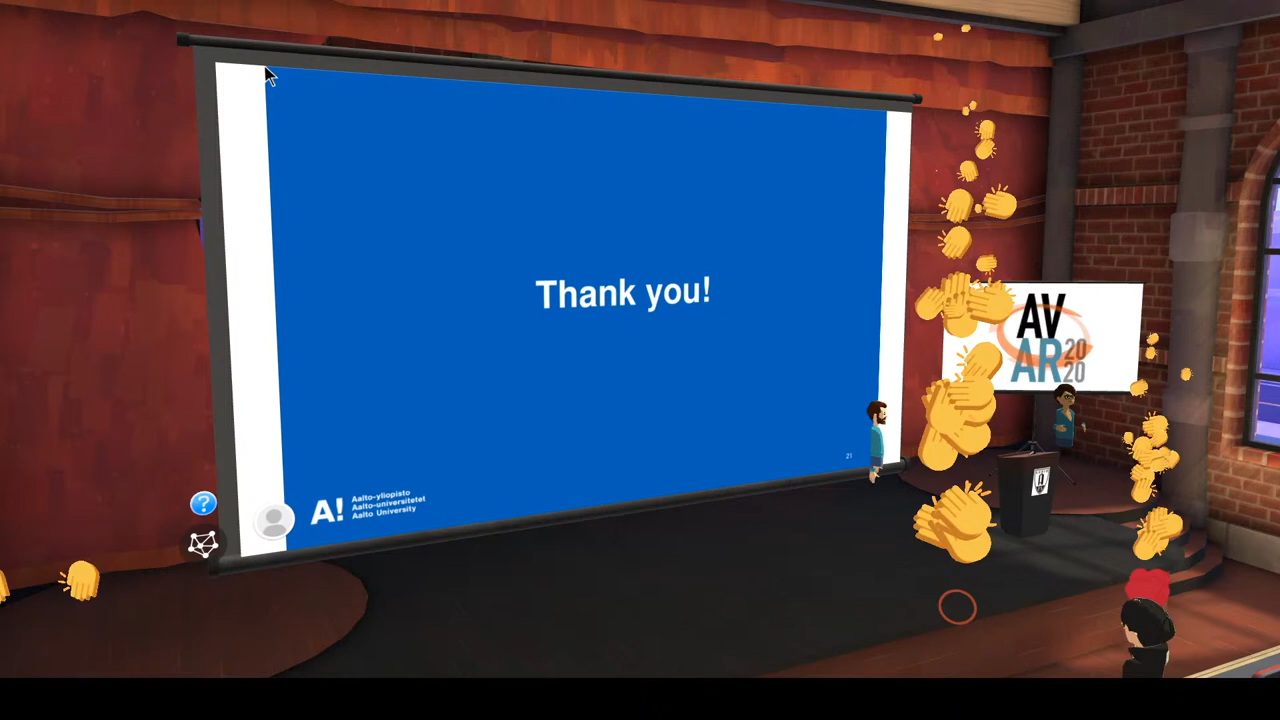 Thank you!
21
A!
Aalto-yliopisto
Aalto-universitetet
Aalto University
AV
AR
20
20
?